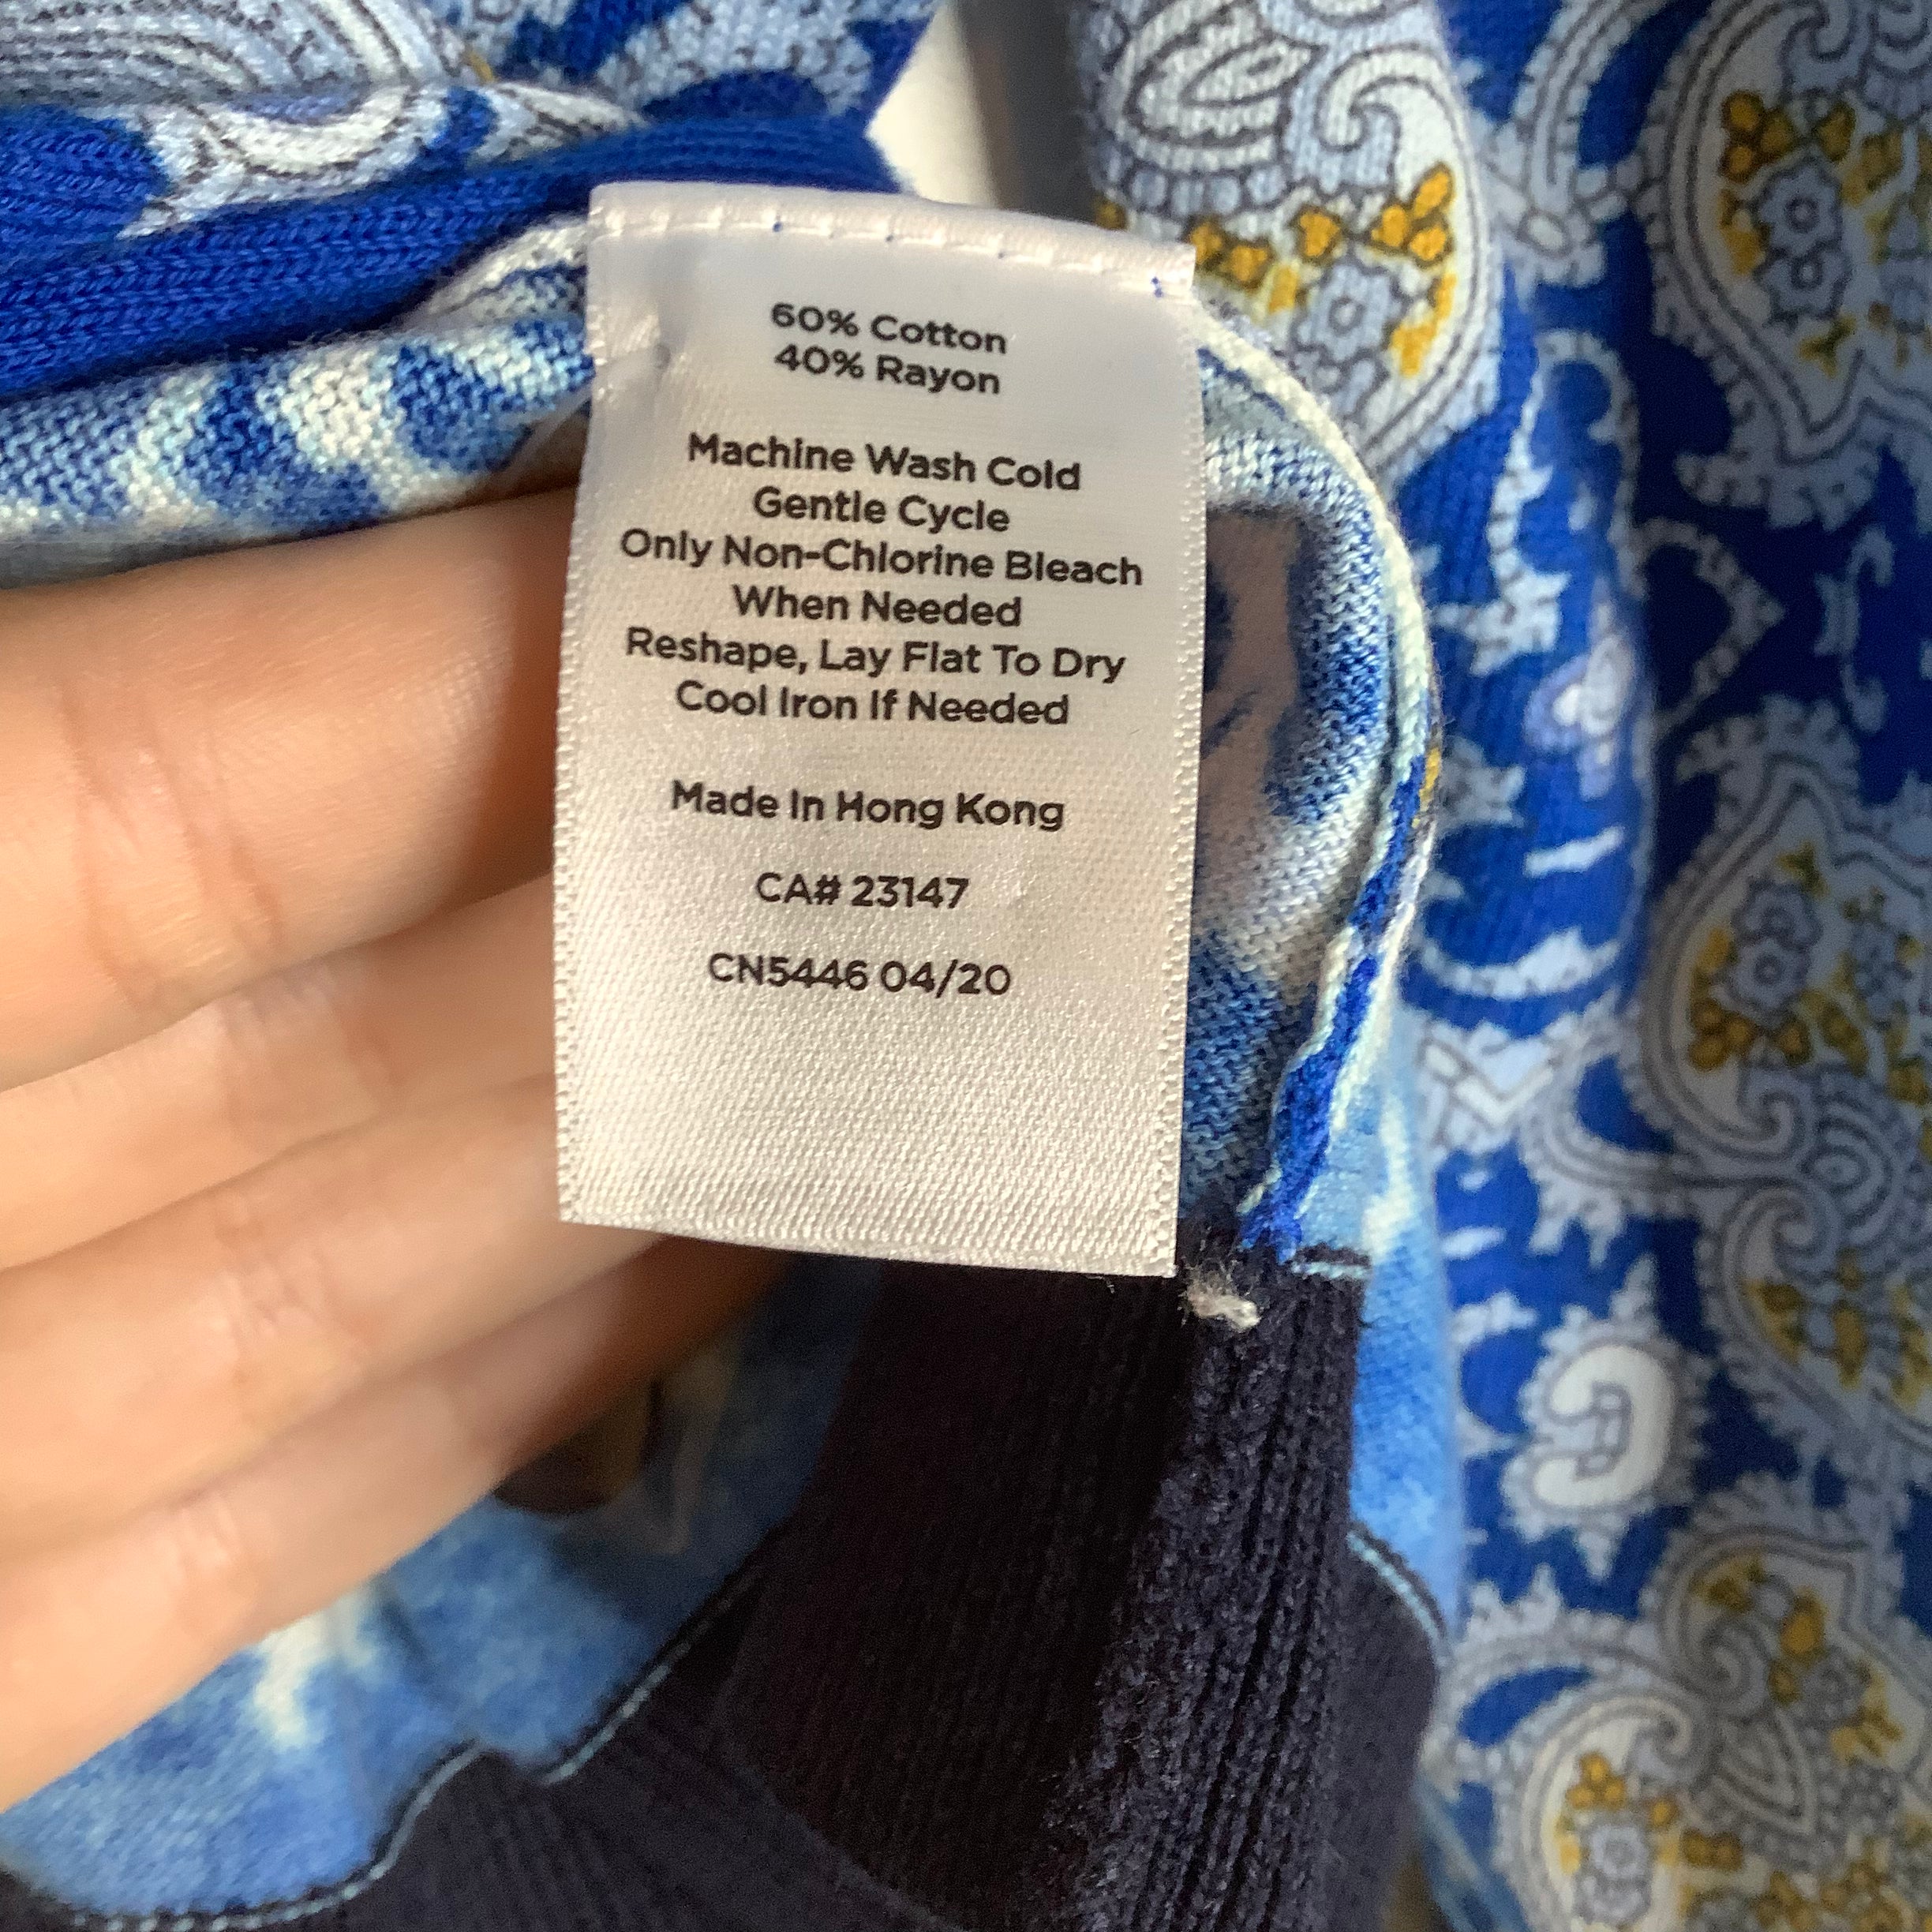 60% Cotton
40% Rayon
Machine Wash Cold
Gentle Cycle
Only Non-Chlorine Bleach
When Needed
Reshape, Lay Flat To Dry
Cool Iron If Needed
Made In Hong Kong
CA# 23147
CN5446 04/20